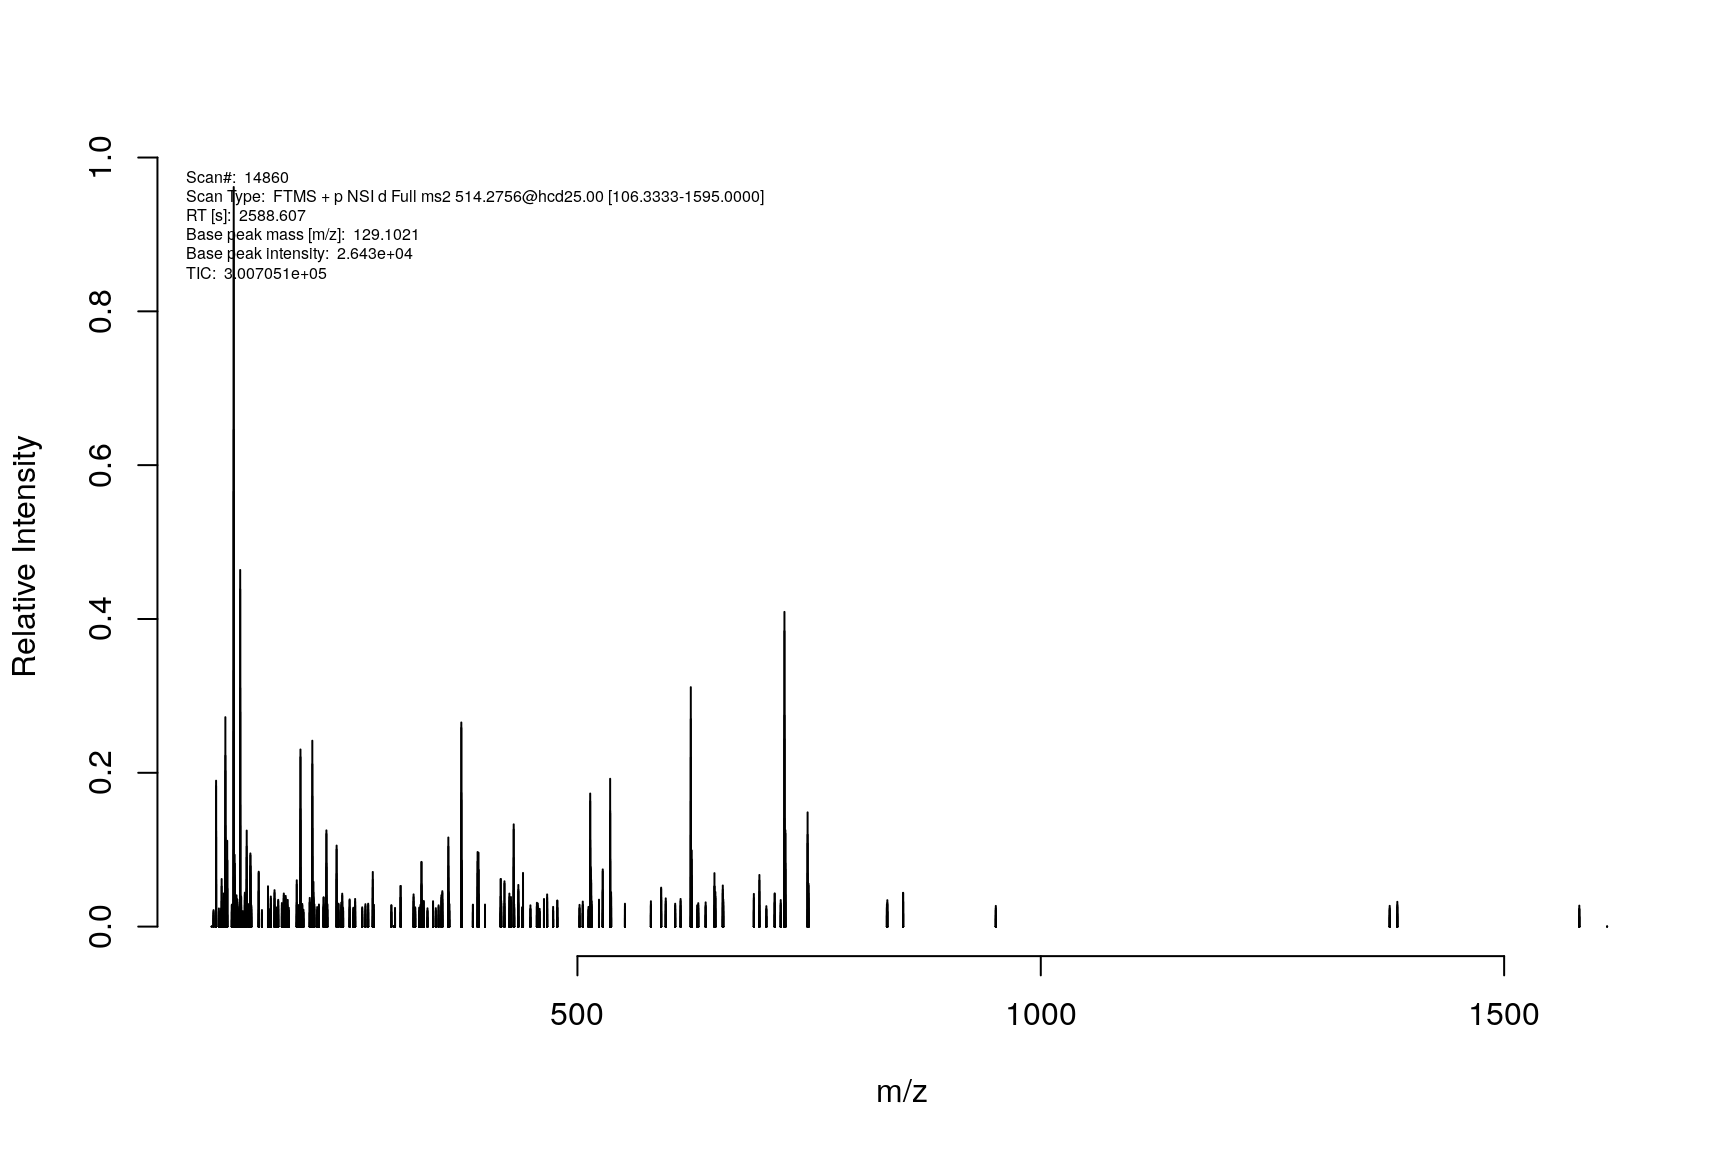 1.0
0.8
0.6
0.4
0.2
0.0
Relative Intensity
Scan#: 14860
Scan Type: FTMS + p NSI d Full ms2 514.2756@hcd25.00 [106.3333-1595.0000]
RT [s]: 2588.607
Base peak mass [m/z]: 129.1021
Base peak intensity: 2.643e+04
TIC: 3.007051e+05
500
1000
1500
m/z